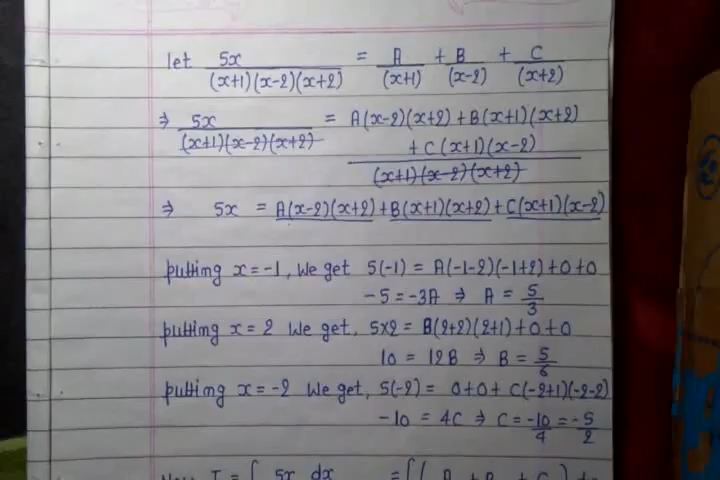 let 5x/((x+1)(x-2)(x+2)) = A/(x+1) + B/(x-2) + C/(x+2)
⇒ 5x/((x+1)(x-2)(x+2)) = (A(x-2)(x+2) + B(x+1)(x+2) + C(x+1)(x-2))/((x+1)(x-2)(x+2))
⇒ 5x = A(x-2)(x+2) + B(x+1)(x+2) + C(x+1)(x-2)
putting x = -1, We get 5(-1) = A(-1-2)(-1+2)+0+0
-5 = -3A ⇒ A = 5/3
putting x = 2 We get, 5×2 = B(2+2)(2+1)+0+0
10 = 12B ⇒ B = 5/6
putting x = -2 We get, 5(-2) = 0+0+ C(-2+1)(-2-2)
-10 = 4C ⇒ C = -10/4 = -5/2
I = ∫ 5x dx = ∫( A + B + C )